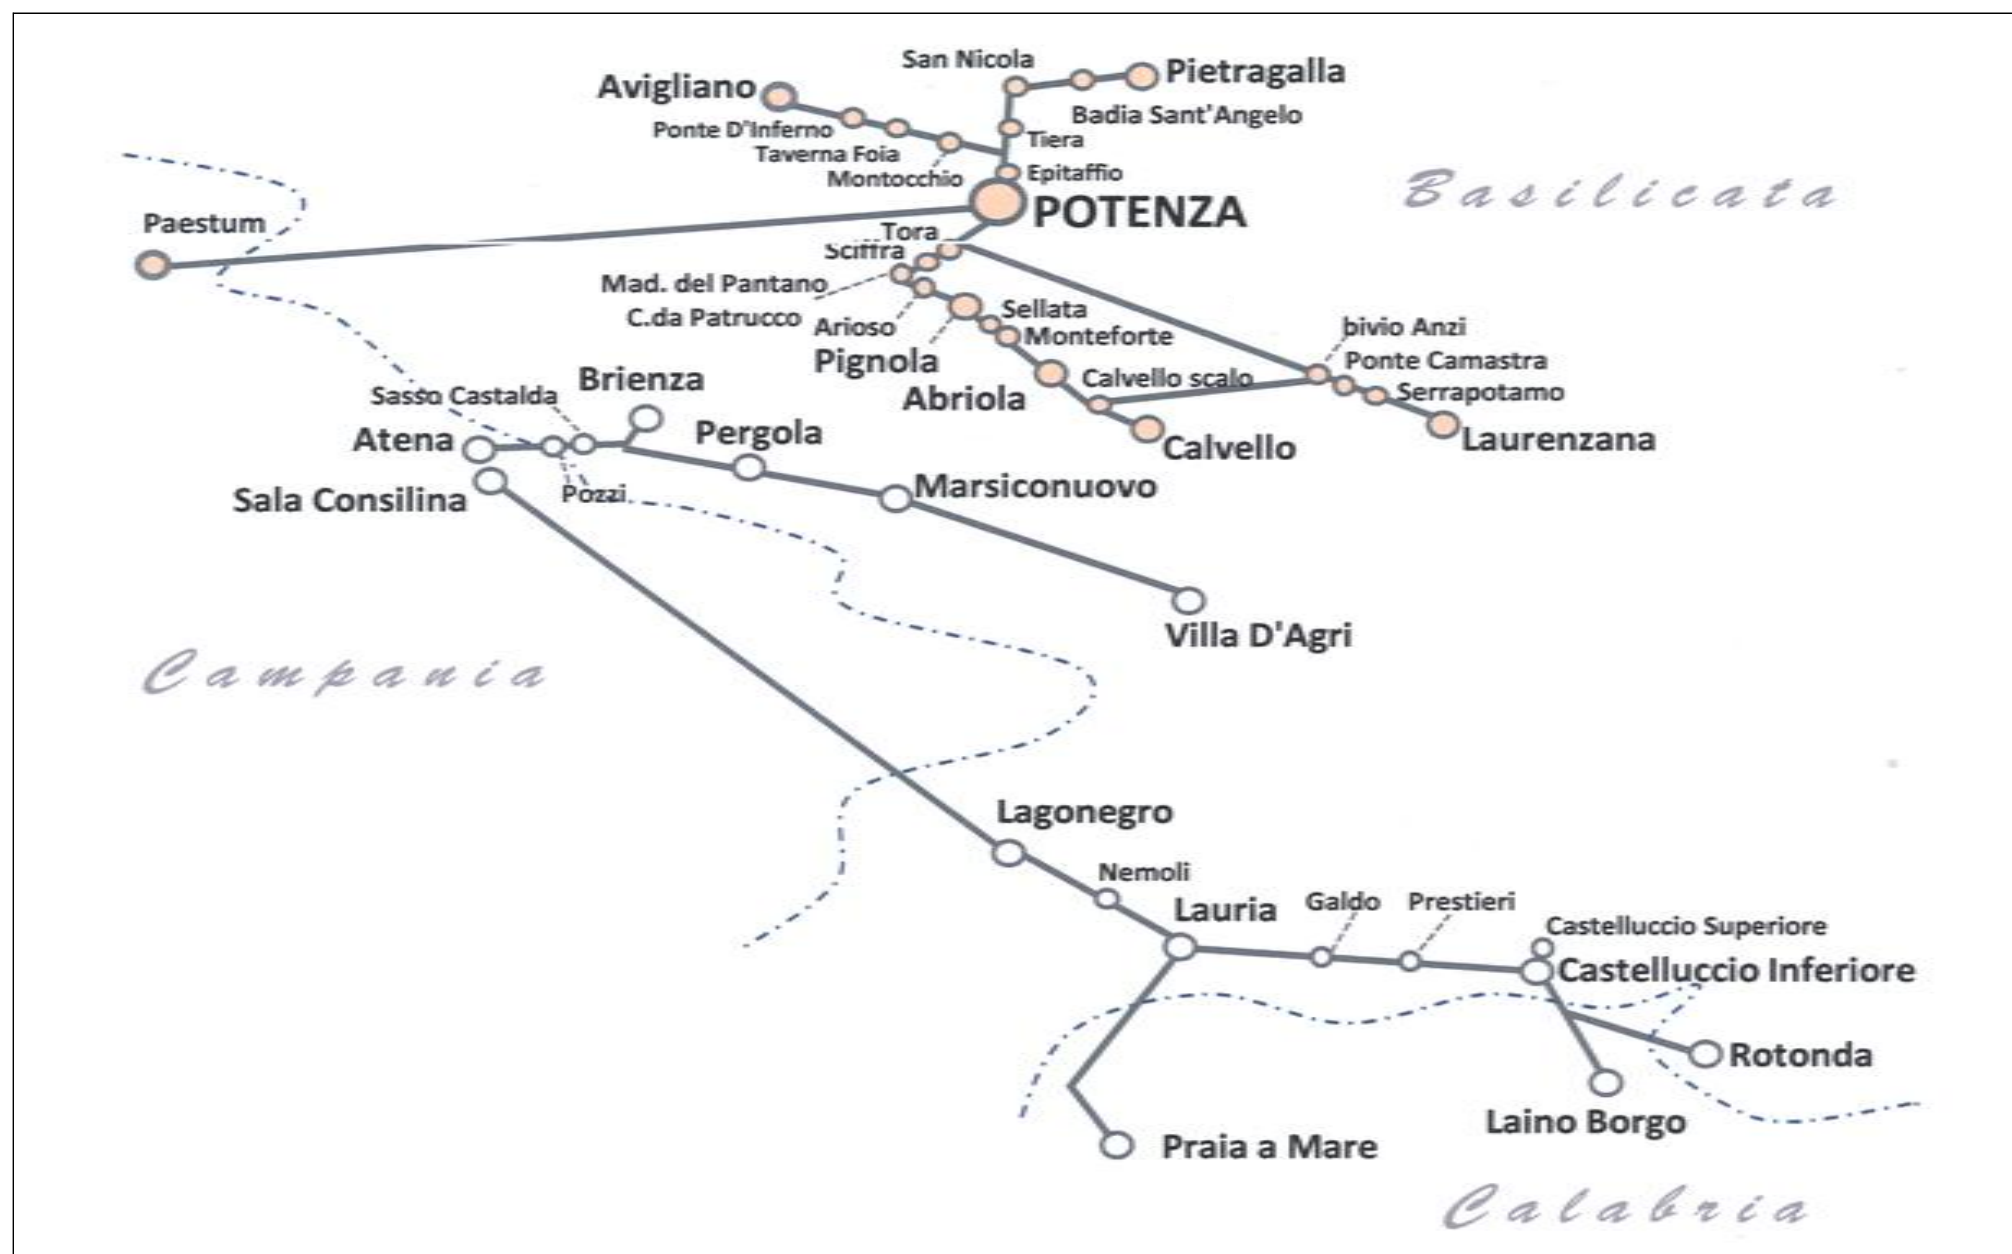 San Nicola
Pietragalla
Avigliano
Badia Sant'Angelo
Ponte D'Inferno
Tiera
Taverna Foia
Montocchio
Epitaffio
Basilicata
POTENZA
Paestum
Tora
Sciffra
Mad. del Pantano
C.da Patrucco
Arioso
Sellata
Monteforte
bivio Anzi
Pignola
Ponte Camastra
Brienza
Calvello scalo
Sasso Castalda
Abriola
Serrapotamo
Atena
Pergola
Calvello
Laurenzana
Sala Consilina
Pozzi
Marsiconuovo
Villa D'Agri
Campania
Lagonegro
Nemoli
Lauria
Galdo
Prestieri
Castelluccio Superiore
Castelluccio Inferiore
Rotonda
Laino Borgo
Praia a Mare
Calabria